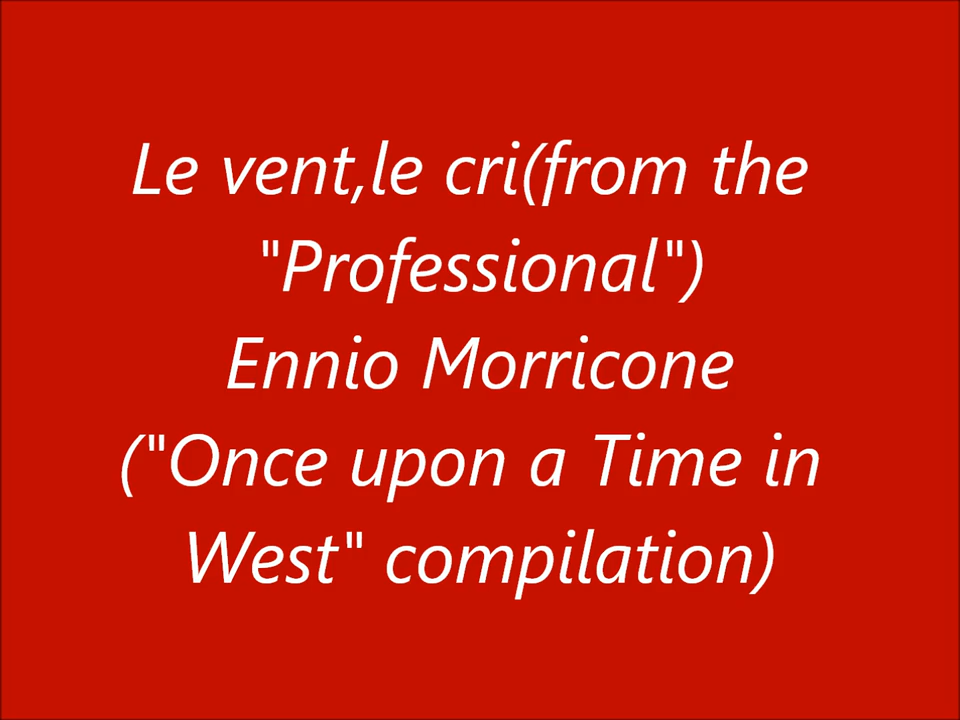 Le vent,le cri(from the
"Professional")
Ennio Morricone
("Once upon a Time in
West" compilation)